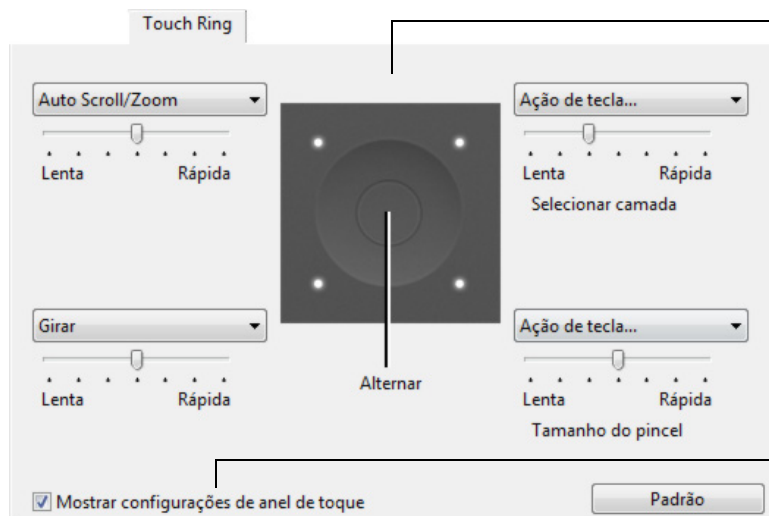 Touch Ring
Auto Scroll/Zoom
Lenta Rápida
Ação de tecla...
Lenta Rápida
Selecionar camada
Girar
Lenta Rápida
Alternar
Ação de tecla...
Lenta Rápida
Tamanho do pincel
Mostrar configurações de anel de toque
Padrão